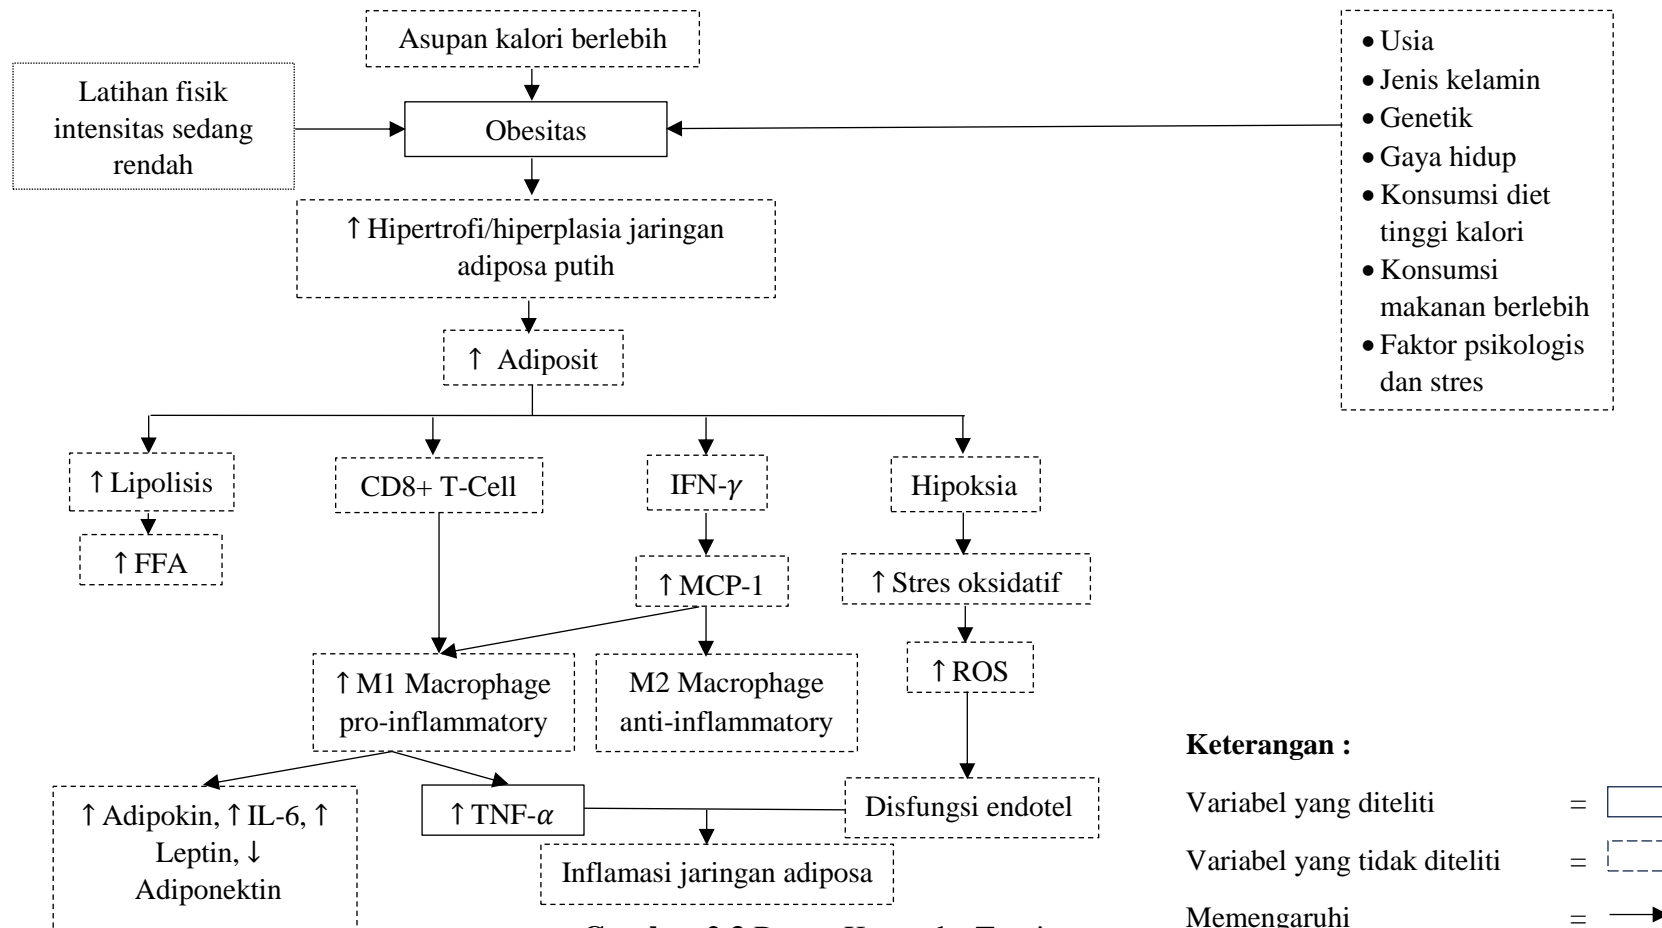 Asupan kalori berlebih
Latihan fisik
intensitas sedang
rendah
Obesitas
• Usia
• Jenis kelamin
• Genetik
• Gaya hidup
• Konsumsi diet
tinggi kalori
• Konsumsi
makanan berlebih
• Faktor psikologis
dan stres
↑ Hipertrofi/hiperplasia jaringan
adiposa putih
↑ Adiposit
↑ Lipolisis
CD8+ T-Cell
IFN-γ
Hipoksia
↑ FFA
↑ MCP-1
↑ Stres oksidatif
↑ M1 Macrophage
pro-inflammatory
M2 Macrophage
anti-inflammatory
↑ ROS
↑ Adipokin, ↑ IL-6, ↑
Leptin, ↓
Adiponektin
↑ TNF-α
Disfungsi endotel
Inflamasi jaringan adiposa
Keterangan :
Variabel yang diteliti =
Variabel yang tidak diteliti =
Memengaruhi =